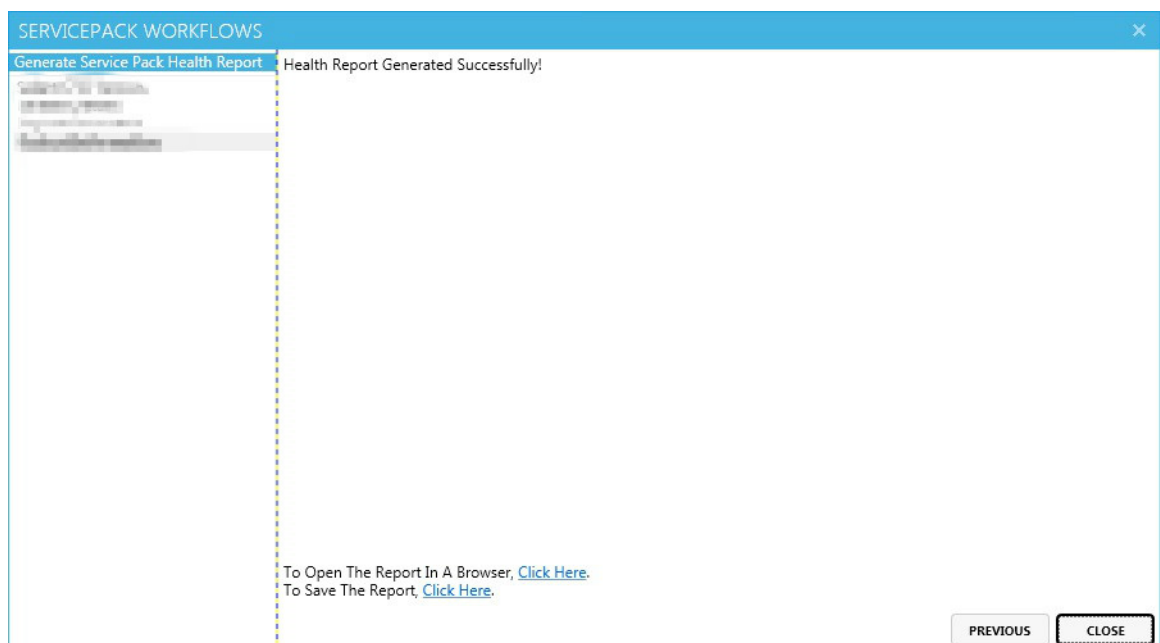 SERVICEPACK WORKFLOWS
Generate Service Pack Health Report
Health Report Generated Successfully!
To Open The Report In A Browser, Click Here.
To Save The Report, Click Here.
PREVIOUS
CLOSE